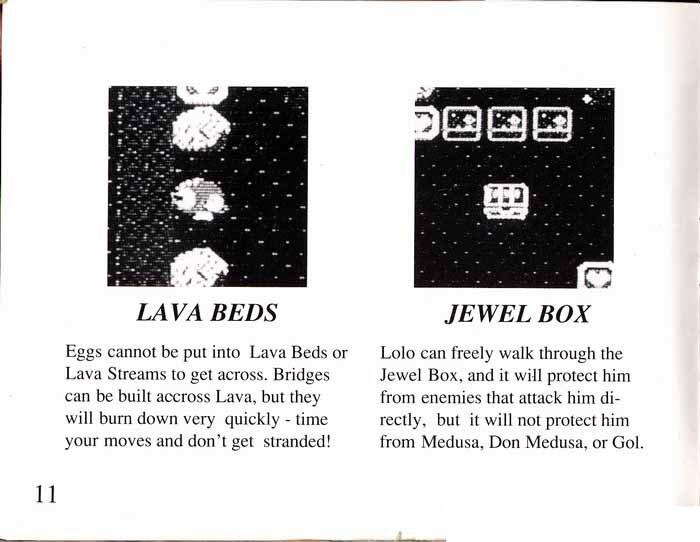 LAVA BEDS
Eggs cannot be put into Lava Beds or
Lava Streams to get across. Bridges
can be built accross Lava, but they
will burn down very quickly - time
your moves and don't get stranded!
JEWEL BOX
Lolo can freely walk through the
Jewel Box, and it will protect him
from enemies that attack him di-
rectly, but it will not protect him
from Medusa, Don Medusa, or Gol.
11